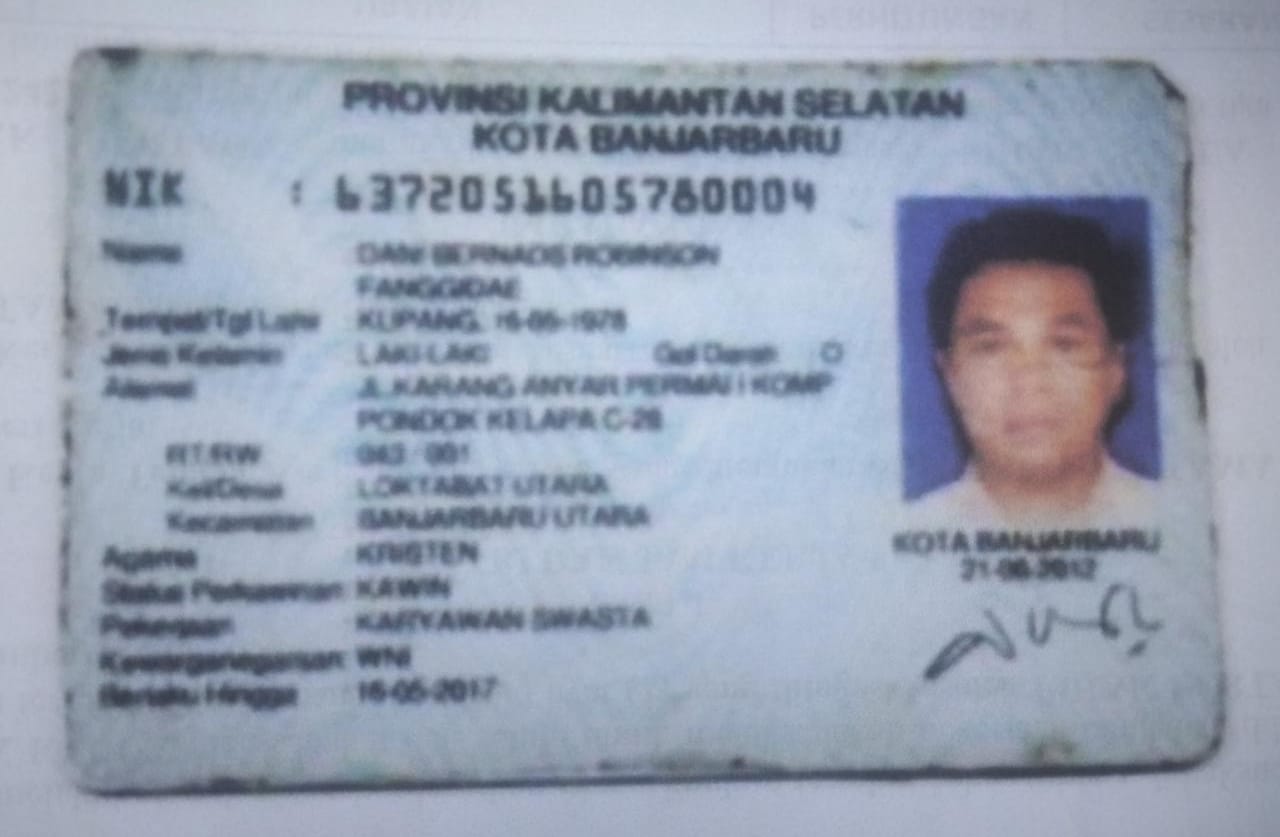 PROVINSI KALIMANTAN SELATAN
KOTA BANJARBARU
NIK : 6372051605780004
Nama DANI BERNADS ROBINSON
FANGGIDAE
Tempat/Tgl Lahir KUPANG, 16-05-1978
Jenis Kelamin LAKI-LAKI Gol Darah O
Alamat JL.KARANG ANYAR PERMAI I KOMP
PONDOK KELAPA C-28
RT/RW 043 / 001
Kel/Desa LOKTABAT UTARA
Kecamatan BANJARBARU UTARA
Agama KRISTEN
Status Perkawinan: KAWIN
Pekerjaan KARYAWAN SWASTA
Kewarganegaraan: WNI
Berlaku Hingga 16-05-2017
KOTA BANJARBARU
21-06-2012